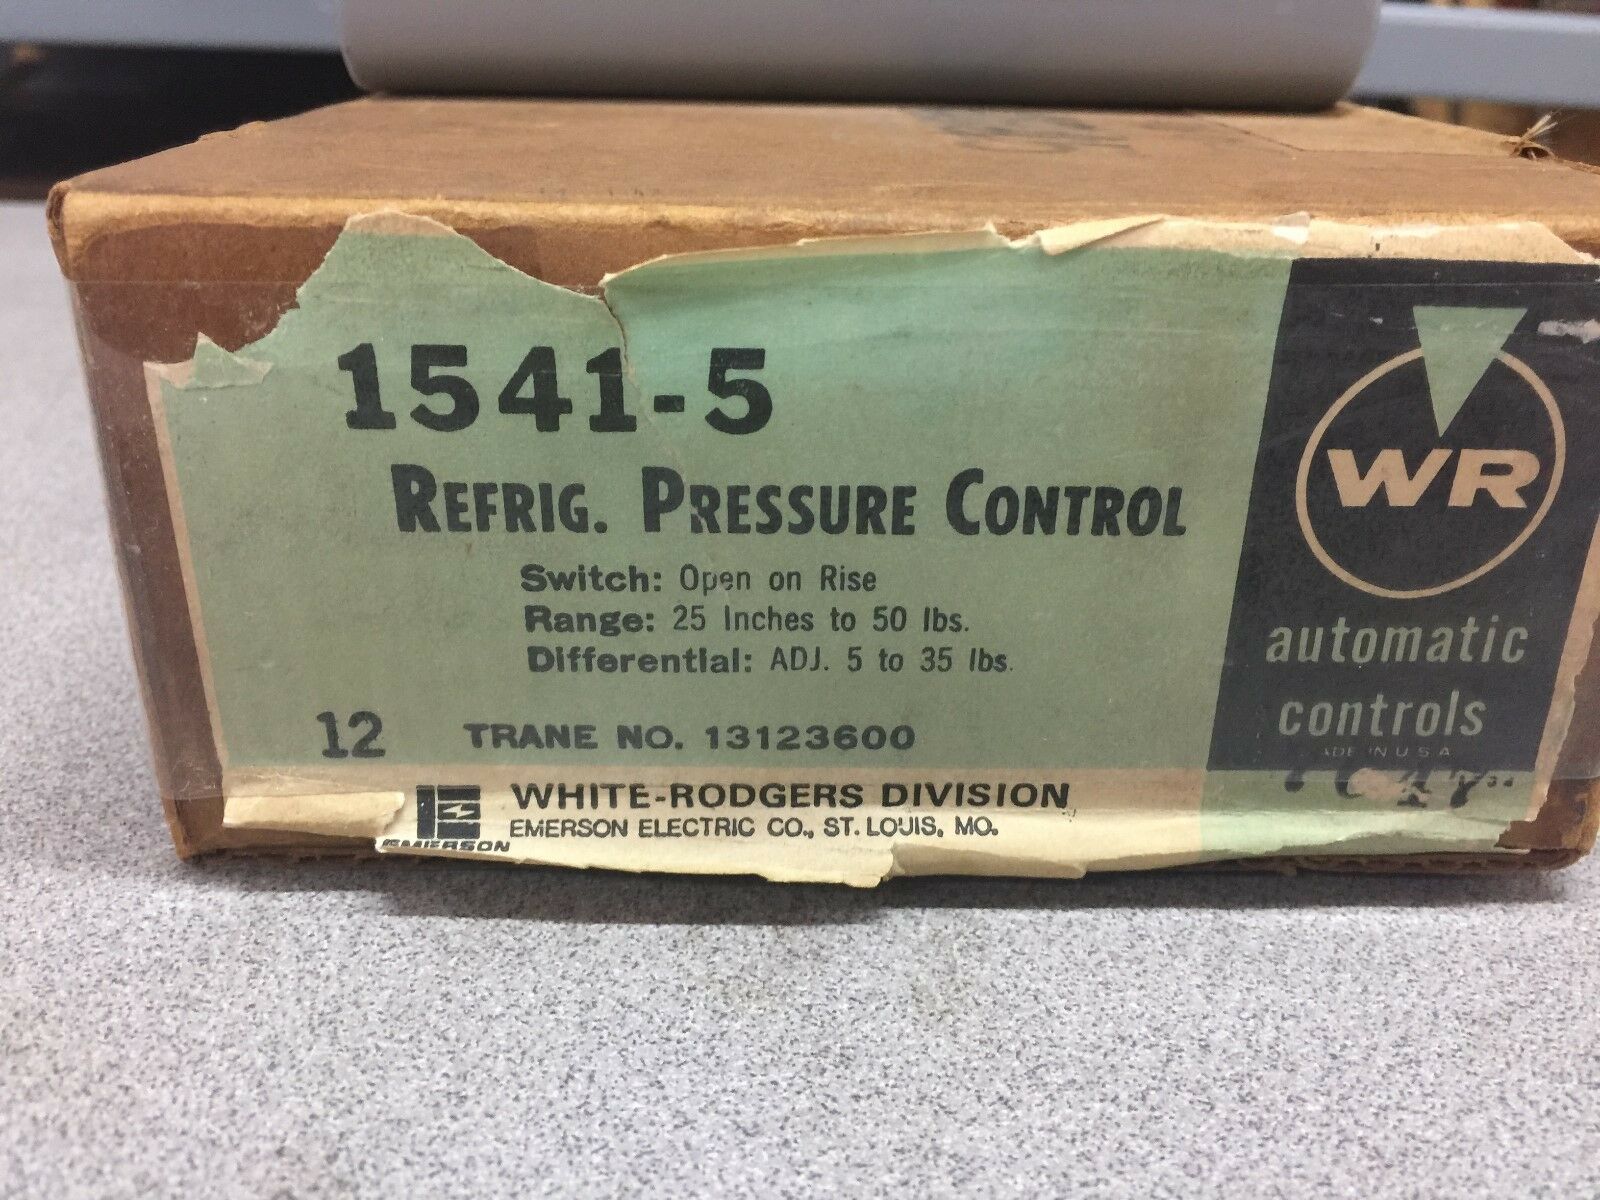 1541-5
REFRIG. PRESSURE CONTROL
Switch: Open on Rise
Range: 25 Inches to 50 lbs.
Differential: ADJ. 5 to 35 lbs.
12 TRANE NO. 13123600
WHITE-RODGERS DIVISION
EMERSON ELECTRIC CO., ST. LOUIS, MO.
EMERSON
WR
automatic
controls
ADE IN U S A